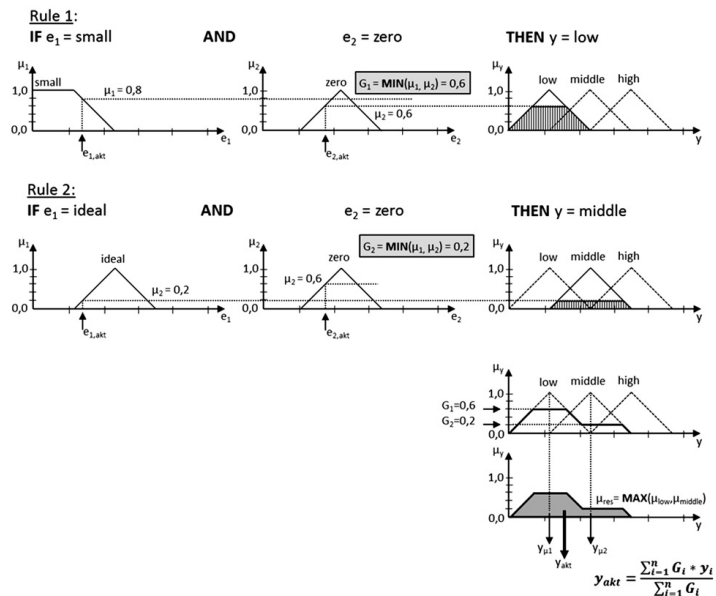 Rule 1:
IF e1 = small AND e2 = zero THEN y = low
μ1 μ2 μy
small zero low middle high
G1 = MIN(μ1, μ2) = 0,6
1,0 1,0 1,0
μ1 = 0,8
μ2 = 0,6
0,0 0,0 0,0
e1 e2 y
e1,akt e2,akt
Rule 2:
IF e1 = ideal AND e2 = zero THEN y = middle
μ1 μ2 μy
G2 = MIN(μ1, μ2) = 0,2
ideal zero low middle high
1,0 1,0 1,0
μ2 = 0,2 μ2 = 0,6
0,0 0,0 0,0
e1 e2 y
e1,akt e2,akt
μy
low middle high
1,0
G1=0,6
G2=0,2
0,0
y
μy
1,0
μres= MAX(μlow,μmiddle)
0,0
y
yμ1 yakt yμ2
yakt = ∑i=1n Gi * yi / ∑i=1n Gi